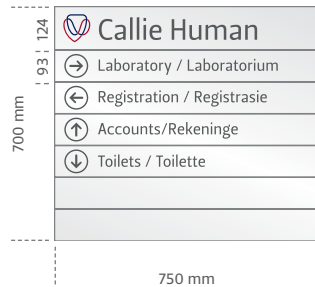 124
Callie Human
93
Laboratory / Laboratorium
Registration / Registrasie
Accounts/Rekeninge
Toilets / Toilette
700 mm
750 mm